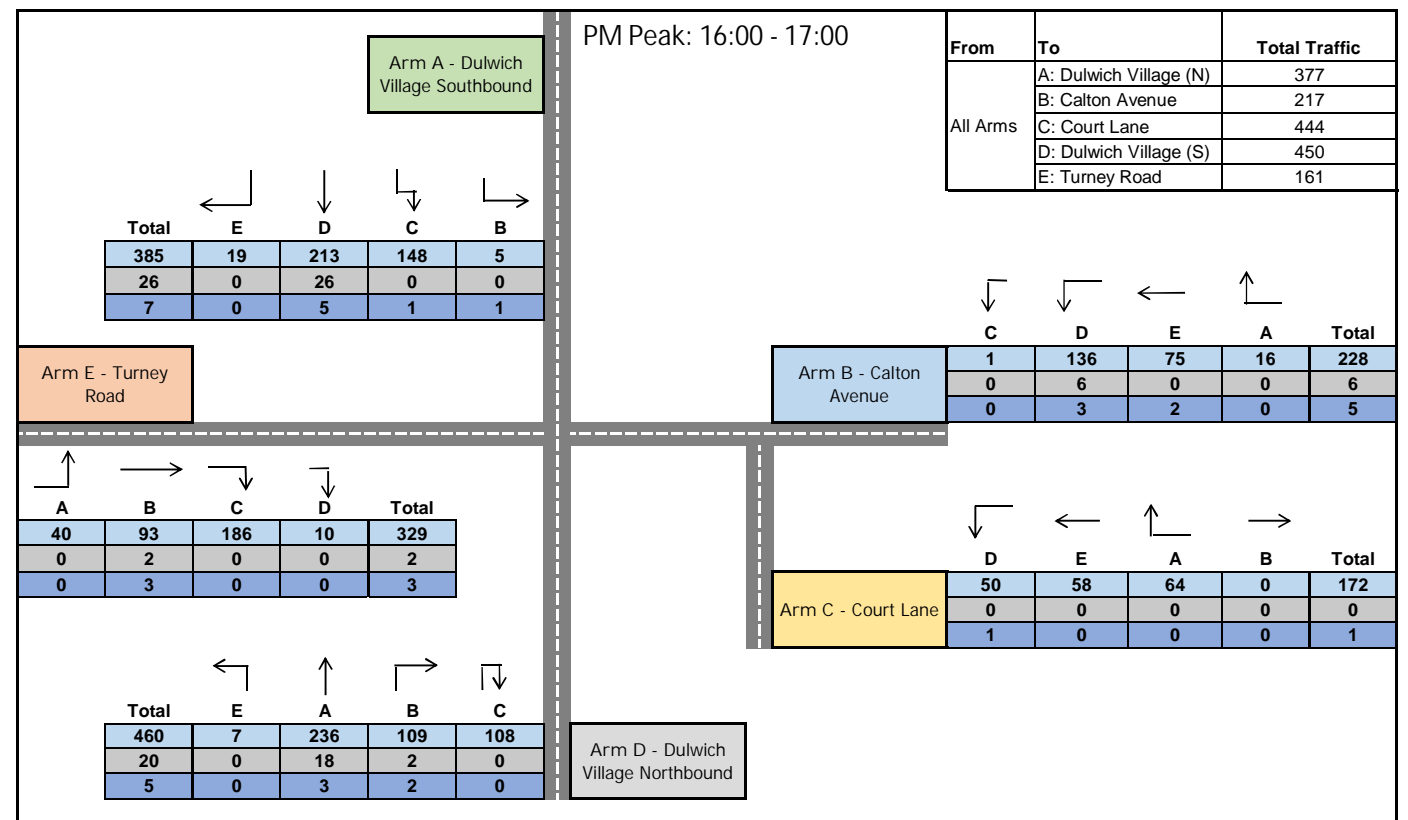 PM Peak: 16:00 - 17:00
From To Total Traffic
All Arms
A: Dulwich Village (N) 377
B: Calton Avenue 217
C: Court Lane 444
D: Dulwich Village (S) 450
E: Turney Road 161
Arm A - Dulwich
Village Southbound
Total E D C B
385 19 213 148 5
26 0 26 0 0
7 0 5 1 1
Arm B - Calton
Avenue
C D E A Total
1 136 75 16 228
0 6 0 0 6
0 3 2 0 5
Arm E - Turney
Road
A B C D Total
40 93 186 10 329
0 2 0 0 2
0 3 0 0 3
Arm C - Court Lane
D E A B Total
50 58 64 0 172
0 0 0 0 0
1 0 0 0 1
Total E A B C
460 7 236 109 108
20 0 18 2 0
5 0 3 2 0
Arm D - Dulwich
Village Northbound